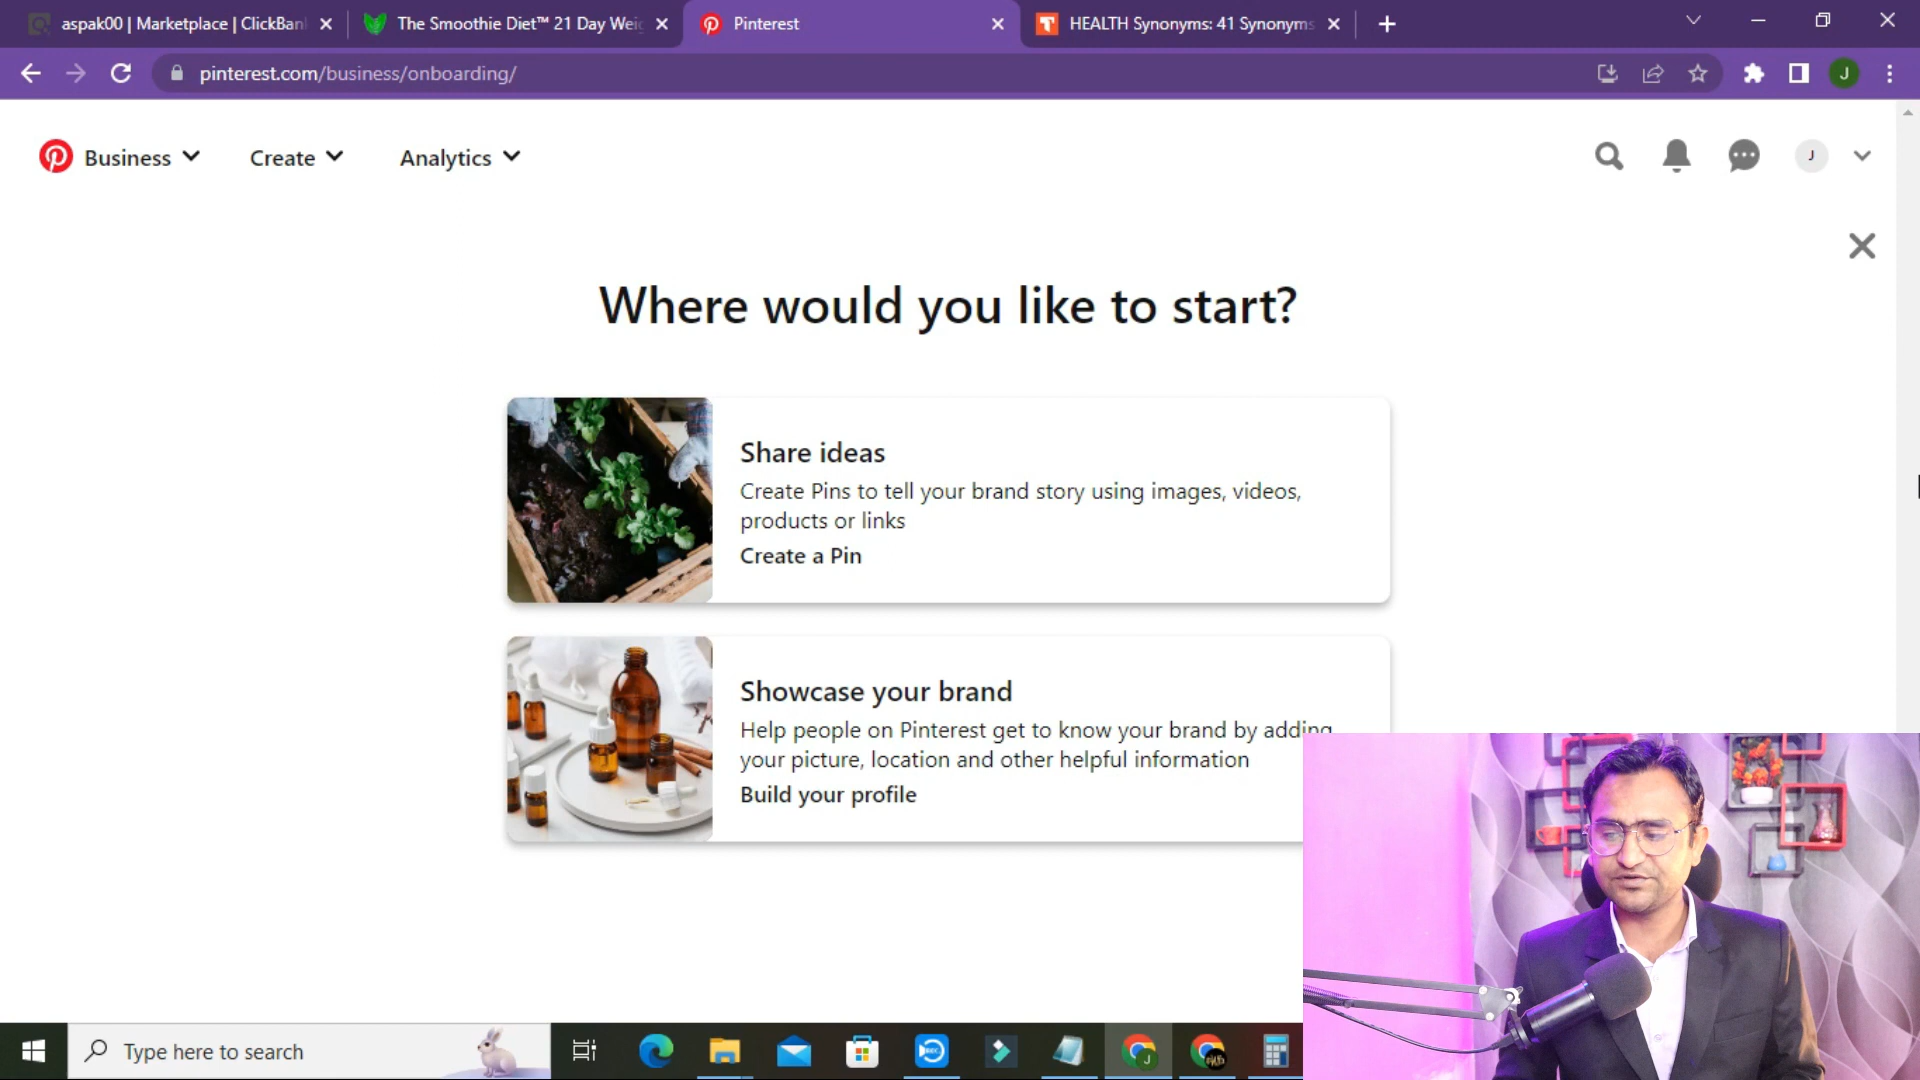 aspak00 | Marketplace | ClickBan
The Smoothie Diet™ 21 Day Wei
Pinterest
HEALTH Synonyms: 41 Synonyms
pinterest.com/business/onboarding/
J
Business
Create
Analytics
J
Where would you like to start?
Share ideas
Create Pins to tell your brand story using images, videos,
products or links
Create a Pin
Showcase your brand
Help people on Pinterest get to know your brand by adding
your picture, location and other helpful information
Build your profile
Type here to search
REC
J